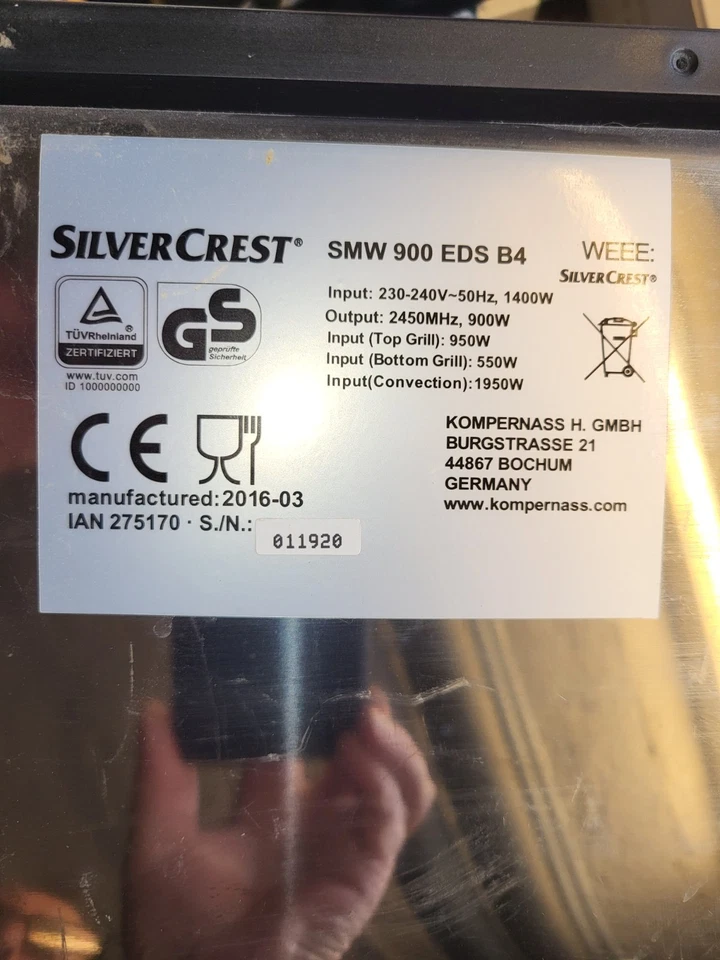 SILVERCREST®
SMW 900 EDS B4
WEEE:
SILVERCREST®
Input: 230-240V~50Hz, 1400W
Output: 2450MHz, 900W
Input (Top Grill): 950W
Input (Bottom Grill): 550W
Input(Convection):1950W
TÜVRheinland®
ZERTIFIZIERT
www.tuv.com
ID 1000000000
GS
geprüfte
Sicherheit
CE
manufactured:2016-03
IAN 275170 · S./N.: 011920
KOMPERNASS H. GMBH
BURGSTRASSE 21
44867 BOCHUM
GERMANY
www.kompernass.com